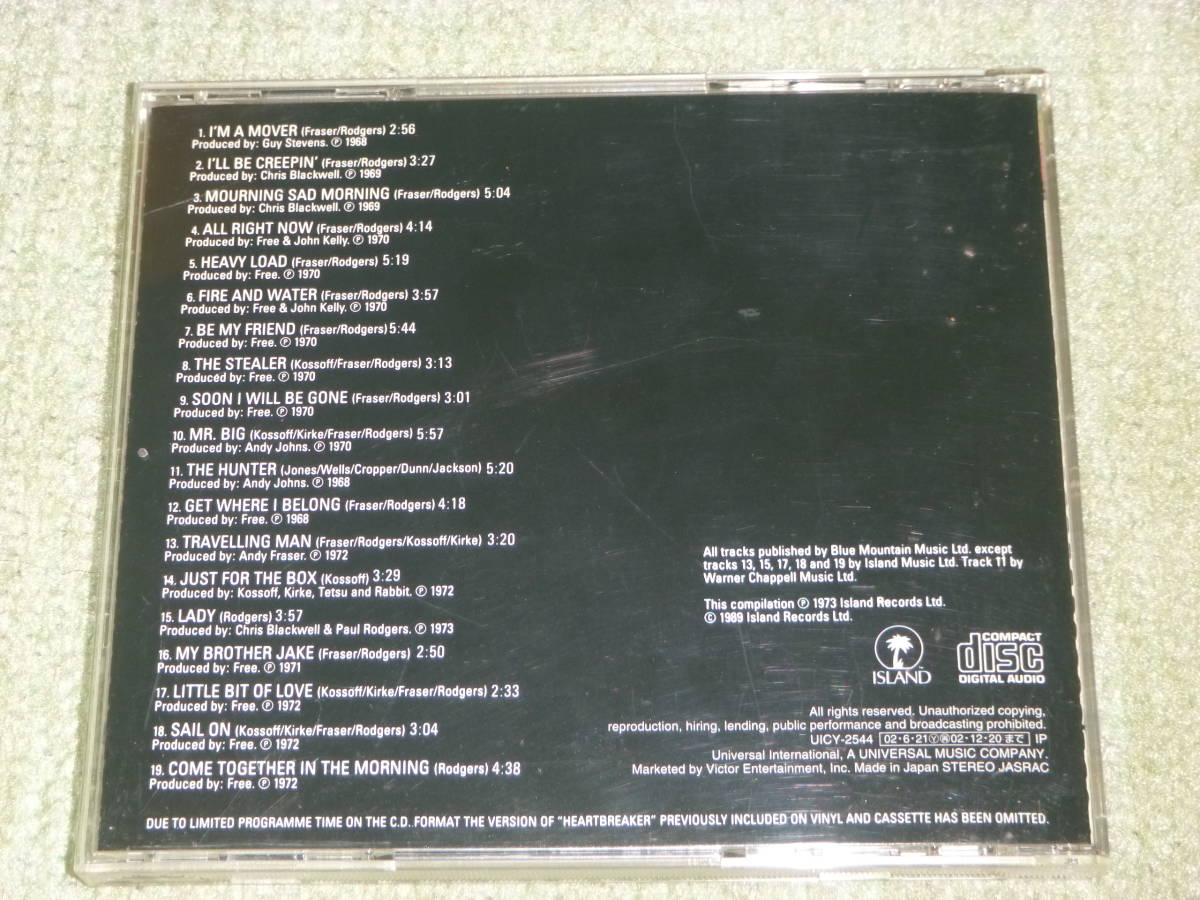 1. I'M A MOVER (Fraser/Rodgers) 2:56
Produced by: Guy Stevens. Ⓟ 1968
2. I'LL BE CREEPIN' (Fraser/Rodgers) 3:27
Produced by: Chris Blackwell. Ⓟ 1969
3. MOURNING SAD MORNING (Fraser/Rodgers) 5:04
Produced by: Chris Blackwell. Ⓟ 1969
4. ALL RIGHT NOW (Fraser/Rodgers) 4:14
Produced by: Free & John Kelly. Ⓟ 1970
5. HEAVY LOAD (Fraser/Rodgers) 5:19
Produced by: Free. Ⓟ 1970
6. FIRE AND WATER (Fraser/Rodgers) 3:57
Produced by: Free & John Kelly. Ⓟ 1970
7. BE MY FRIEND (Fraser/Rodgers) 5:44
Produced by: Free. Ⓟ 1970
8. THE STEALER (Kossoff/Fraser/Rodgers) 3:13
Produced by: Free. Ⓟ 1970
9. SOON I WILL BE GONE (Fraser/Rodgers) 3:01
Produced by: Free. Ⓟ 1970
10. MR. BIG (Kossoff/Kirke/Fraser/Rodgers) 5:57
Produced by: Andy Johns. Ⓟ 1970
11. THE HUNTER (Jones/Wells/Cropper/Dunn/Jackson) 5:20
Produced by: Andy Johns. Ⓟ 1968
12. GET WHERE I BELONG (Fraser/Rodgers) 4:18
Produced by: Free. Ⓟ 1968
13. TRAVELLING MAN (Fraser/Rodgers/Kossoff/Kirke) 3:20
Produced by: Andy Fraser. Ⓟ 1972
14. JUST FOR THE BOX (Kossoff) 3:29
Produced by: Kossoff, Kirke, Tetsu and Rabbit. Ⓟ 1972
15. LADY (Rodgers) 3:57
Produced by: Chris Blackwell & Paul Rodgers. Ⓟ 1973
16. MY BROTHER JAKE (Fraser/Rodgers) 2:50
Produced by: Free. Ⓟ 1971
17. LITTLE BIT OF LOVE (Kossoff/Kirke/Fraser/Rodgers) 2:33
Produced by: Free. Ⓟ 1972
18. SAIL ON (Kossoff/Kirke/Fraser/Rodgers) 3:04
Produced by: Free. Ⓟ 1972
19. COME TOGETHER IN THE MORNING (Rodgers) 4:38
Produced by: Free. Ⓟ 1972
All tracks published by Blue Mountain Music Ltd. except
tracks 13, 15, 17, 18 and 19 by Island Music Ltd. Track 11 by
Warner Chappell Music Ltd.
This compilation Ⓟ 1973 Island Records Ltd.
© 1989 Island Records Ltd.
ISLAND
COMPACT
disc
DIGITAL AUDIO
All rights reserved. Unauthorized copying,
reproduction, hiring, lending, public performance and broadcasting prohibited.
UICY-2544 02・6・21Ⓨ㊑02・12・20まで IP
Universal International, A UNIVERSAL MUSIC COMPANY.
Marketed by Victor Entertainment, Inc. Made in Japan STEREO JASRAC
DUE TO LIMITED PROGRAMME TIME ON THE C.D. FORMAT THE VERSION OF "HEARTBREAKER" PREVIOUSLY INCLUDED ON VINYL AND CASSETTE HAS BEEN OMITTED.